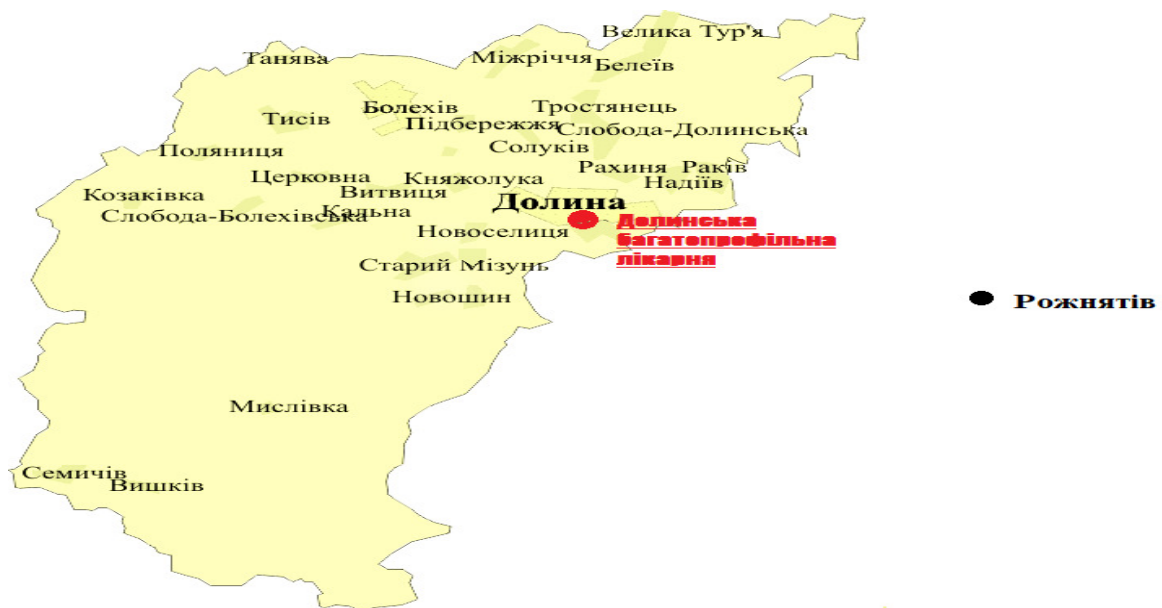 Велика Тур'я
Танява
Міжріччя
Белеїв
Болехів
Тростянець
Тисів
Підбережжя
Слобода-Долинська
Поляниця
Солуків
Рахиня
Раків
Церковна
Княжолука
Надіїв
Козаківка
Витвиця
Долина
Слобода-Болехівська
Кальна
Новоселиця
Долинська
багатопрофільна
лікарня
Старий Мізунь
Новошин
Рожнятів
Мислівка
Семичів
Вишків